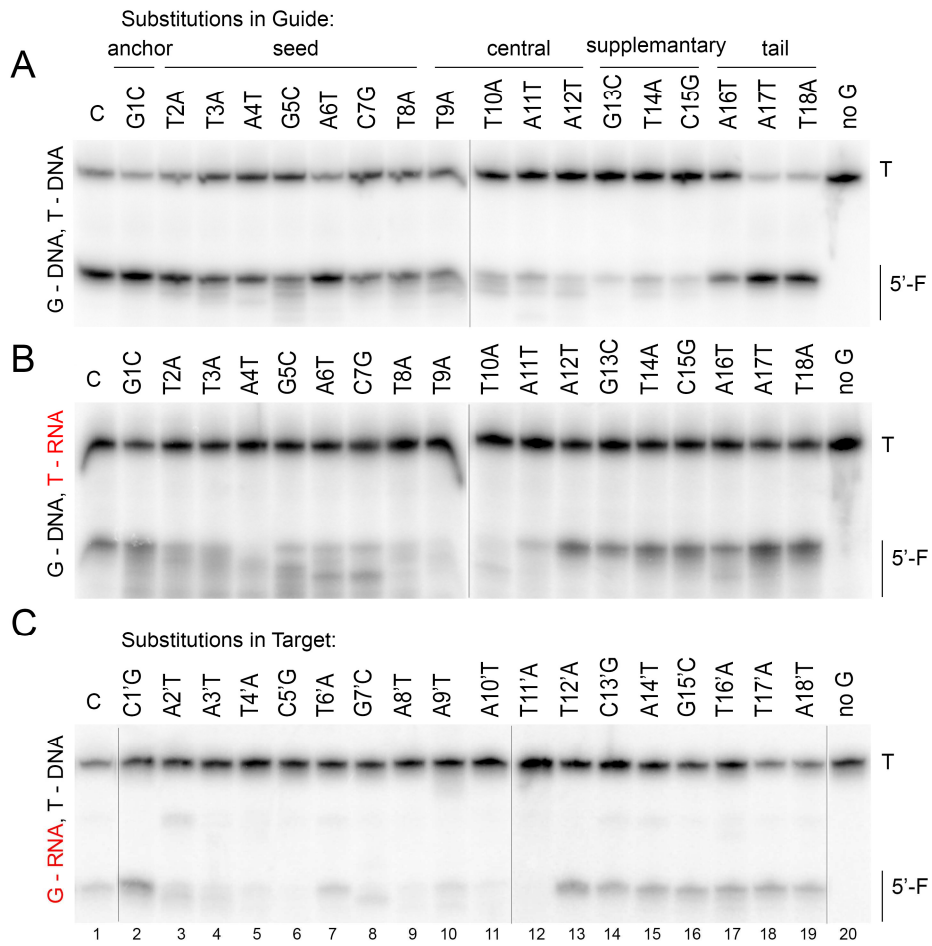 Substitutions in Guide:
anchor seed central supplemantary tail
A
C G1C T2A T3A A4T G5C A6T C7G T8A T9A T10A A11T A12T G13C T14A C15G A16T A17T T18A no G
G - DNA, T - DNA
T
5'-F
B
C G1C T2A T3A A4T G5C A6T C7G T8A T9A T10A A11T A12T G13C T14A C15G A16T A17T T18A no G
G - DNA, T - RNA
T
5'-F
C
Substitutions in Target:
C C1'G A2'T A3'T T4'A C5'G T6'A G7'C A8'T A9'T A10'T T11'A T12'A C13'G A14'T G15'C T16'A T17'A A18'T no G
G - RNA, T - DNA
T
5'-F
1 2 3 4 5 6 7 8 9 10 11 12 13 14 15 16 17 18 19 20